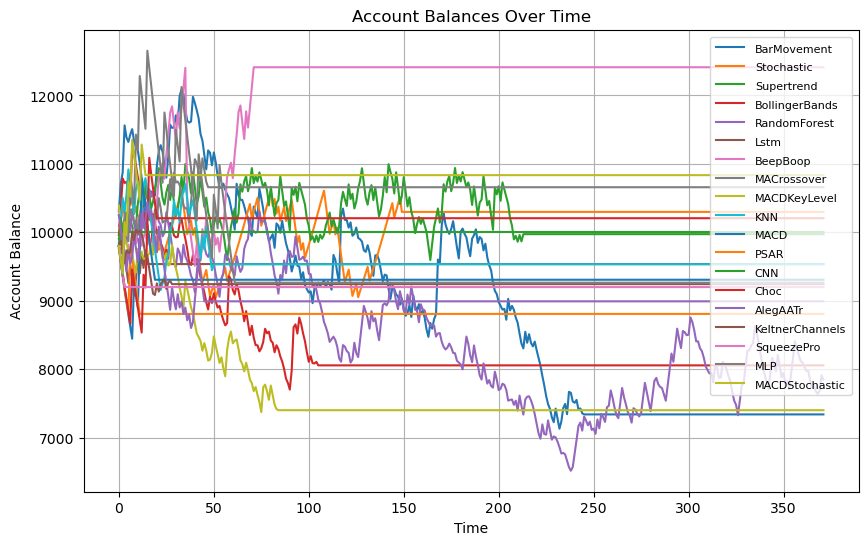 Account Balances Over Time
Account Balance
12000
11000
10000
9000
8000
7000
BarMovement
Stochastic
Supertrend
BollingerBands
RandomForest
Lstm
BeepBoop
MACrossover
MACDKeyLevel
KNN
MACD
PSAR
CNN
Choc
AlegAATr
KeltnerChannels
SqueezePro
MLP
MACDStochastic
0 50 100 150 200 250 300 350
Time